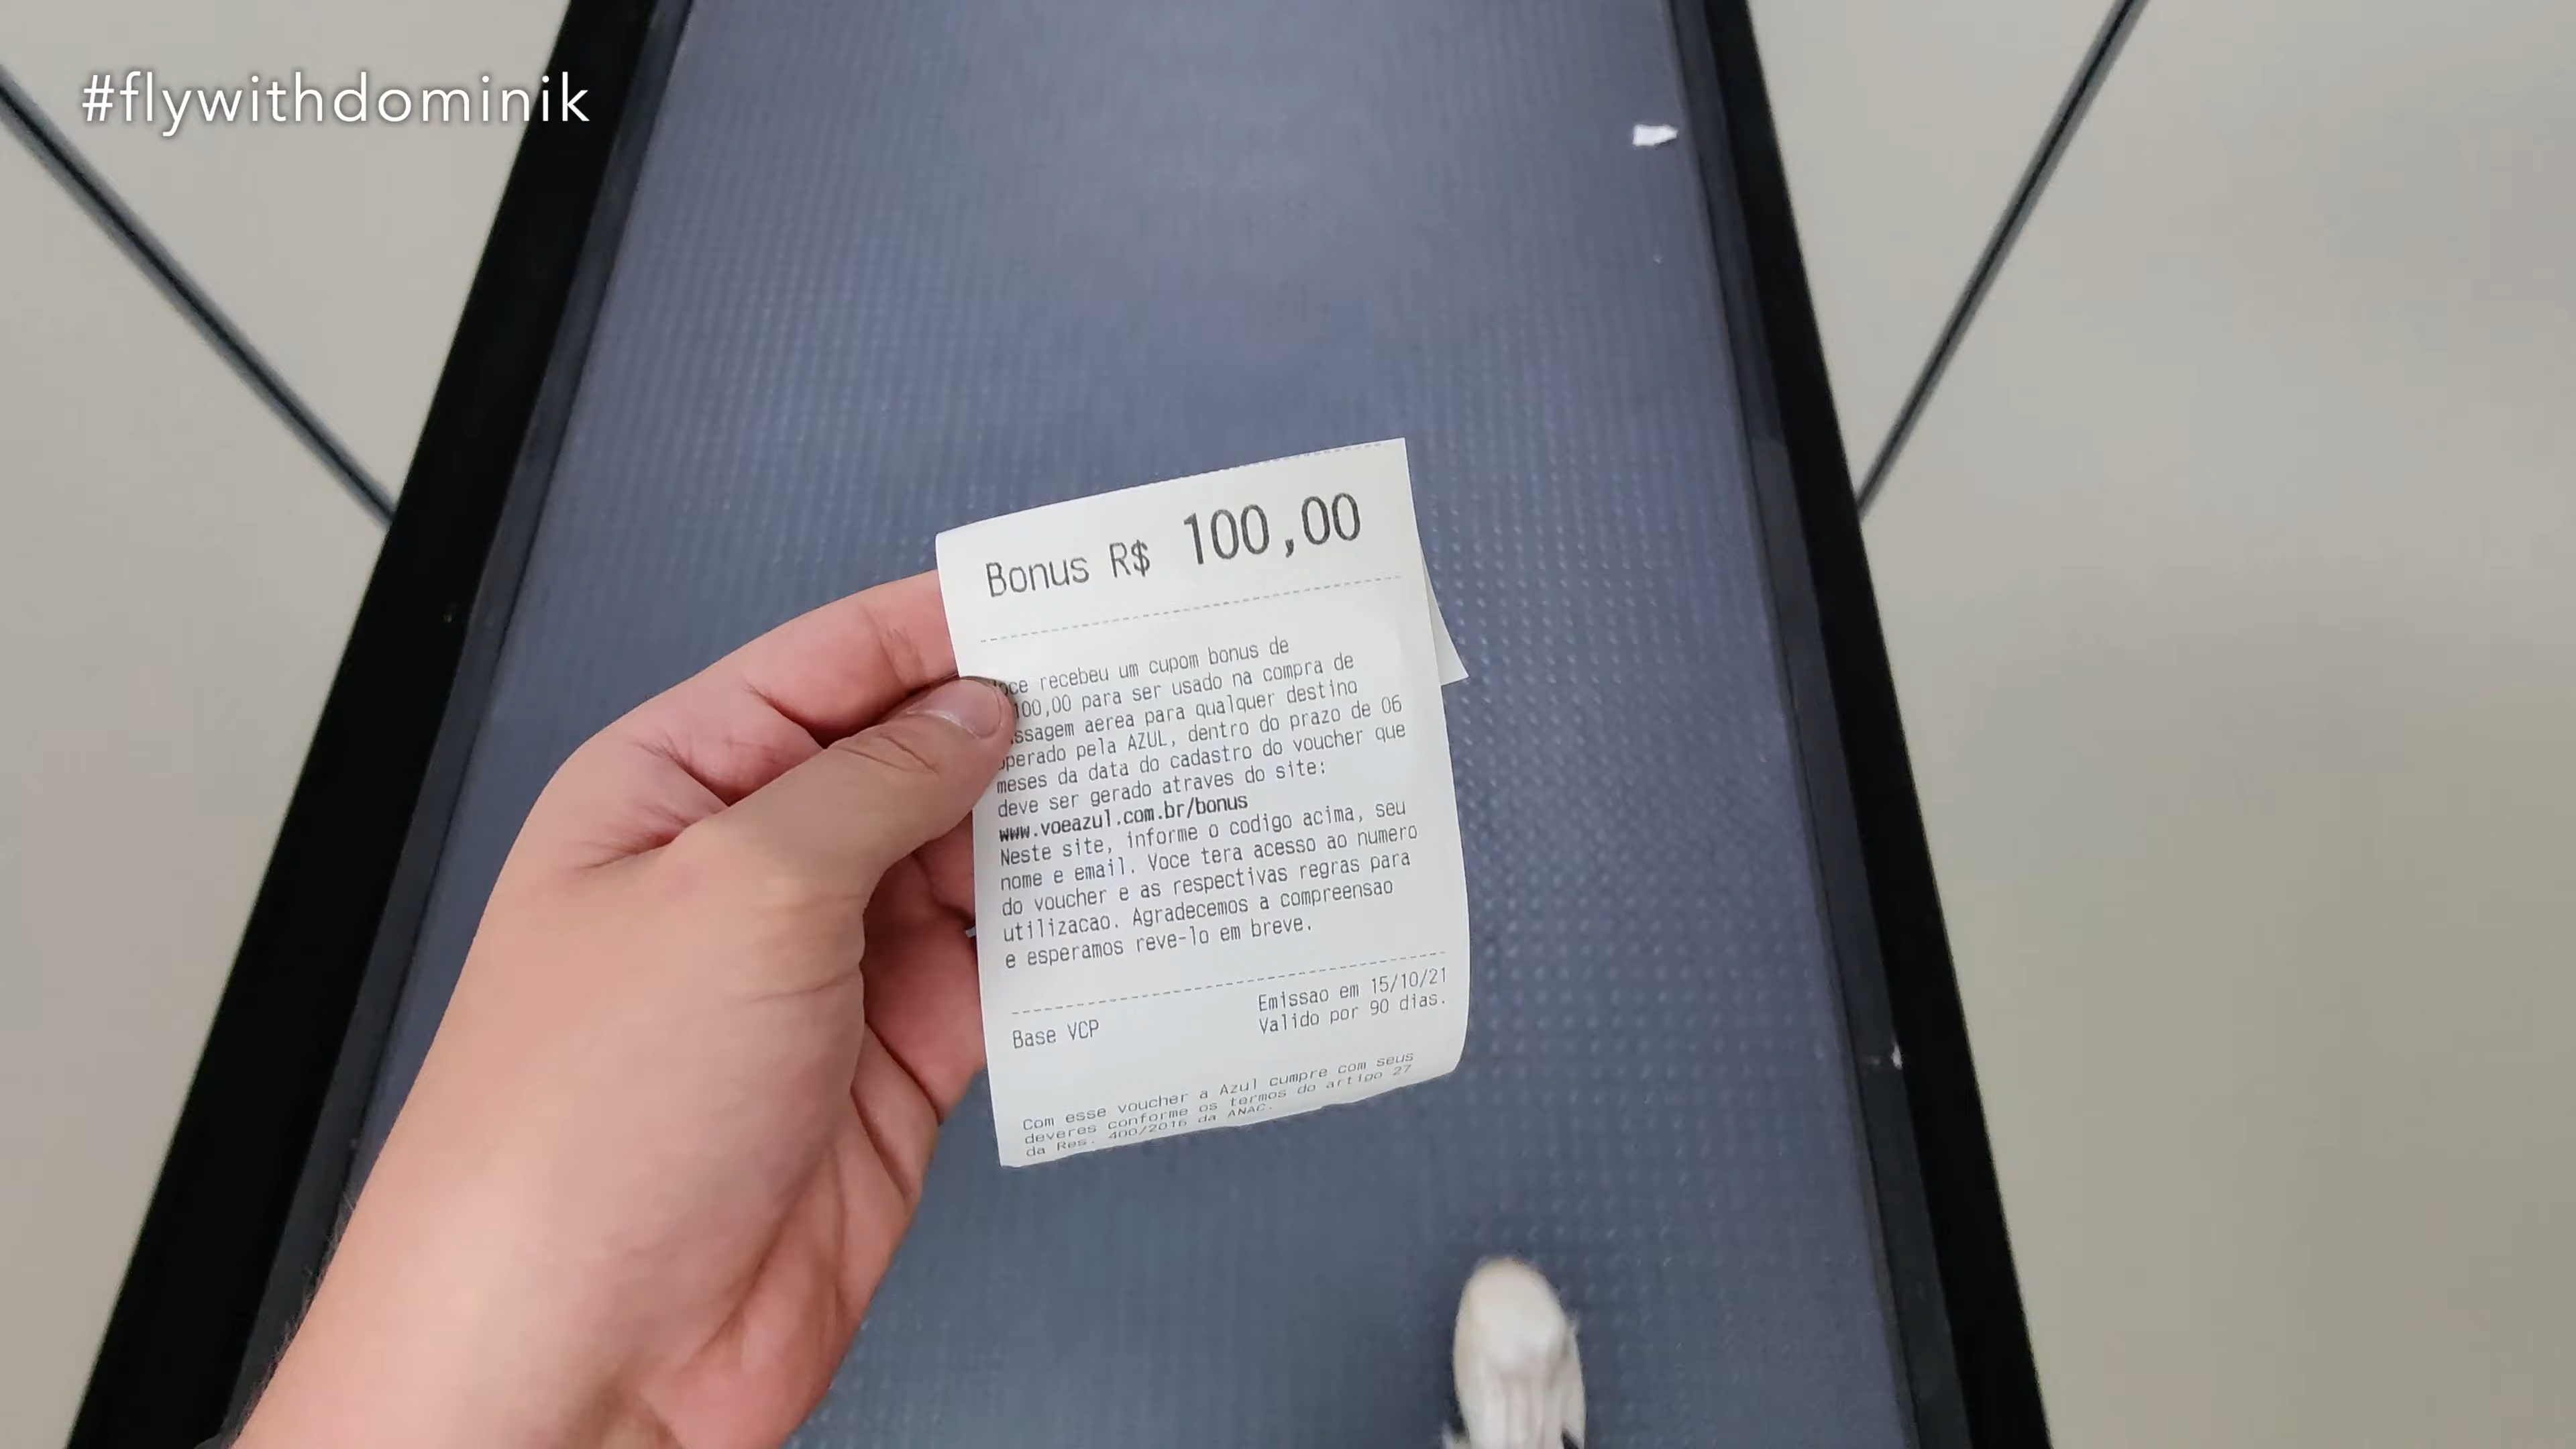 #flywithdominik
Bonus R$ 100,00
recebeu um cupom bonus de
100,00 para ser usado na compra de
aerea para qualquer destino
pela AZUL, dentro do prazo de 06
meses da data do cadastro do voucher que
deve ser gerado atraves do site:
www.voeazul.com.br/bonus
Neste site, informe o codigo acima, seu
nome e email. Voce tera acesso ao numero
do voucher e as respectivas regras para
utilizacao. Agradecemos a compreensao
e esperamos reve-lo em breve.
Emissao em 15/10/21
Base VCP Valido por 90 dias.
Com esse voucher a Azul cumpre com seus
deveres conforme os termos do artigo 27
da Res. 400/2016 da ANAC.